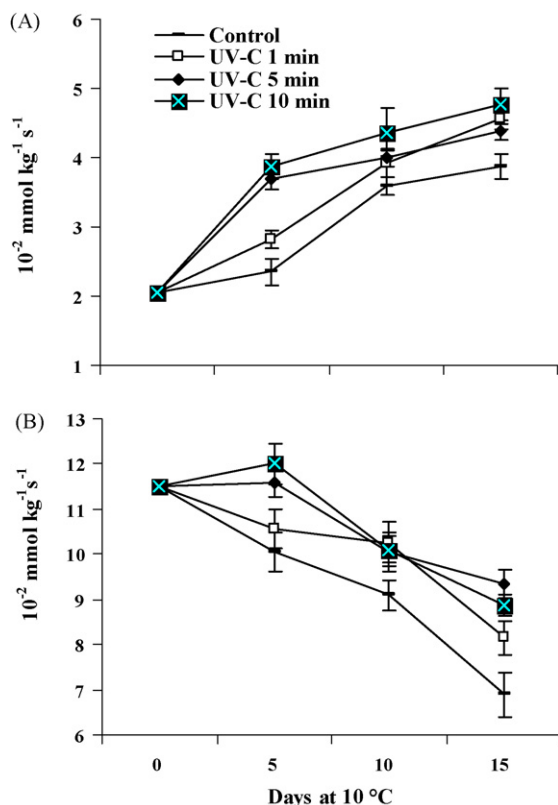 (A)
Control
UV-C 1 min
UV-C 5 min
UV-C 10 min
6
5
4
3
2
1
10⁻² mmol kg⁻¹ s⁻¹
(B)
13
12
11
10
9
8
7
6
10⁻² mmol kg⁻¹ s⁻¹
0 5 10 15
Days at 10 °C